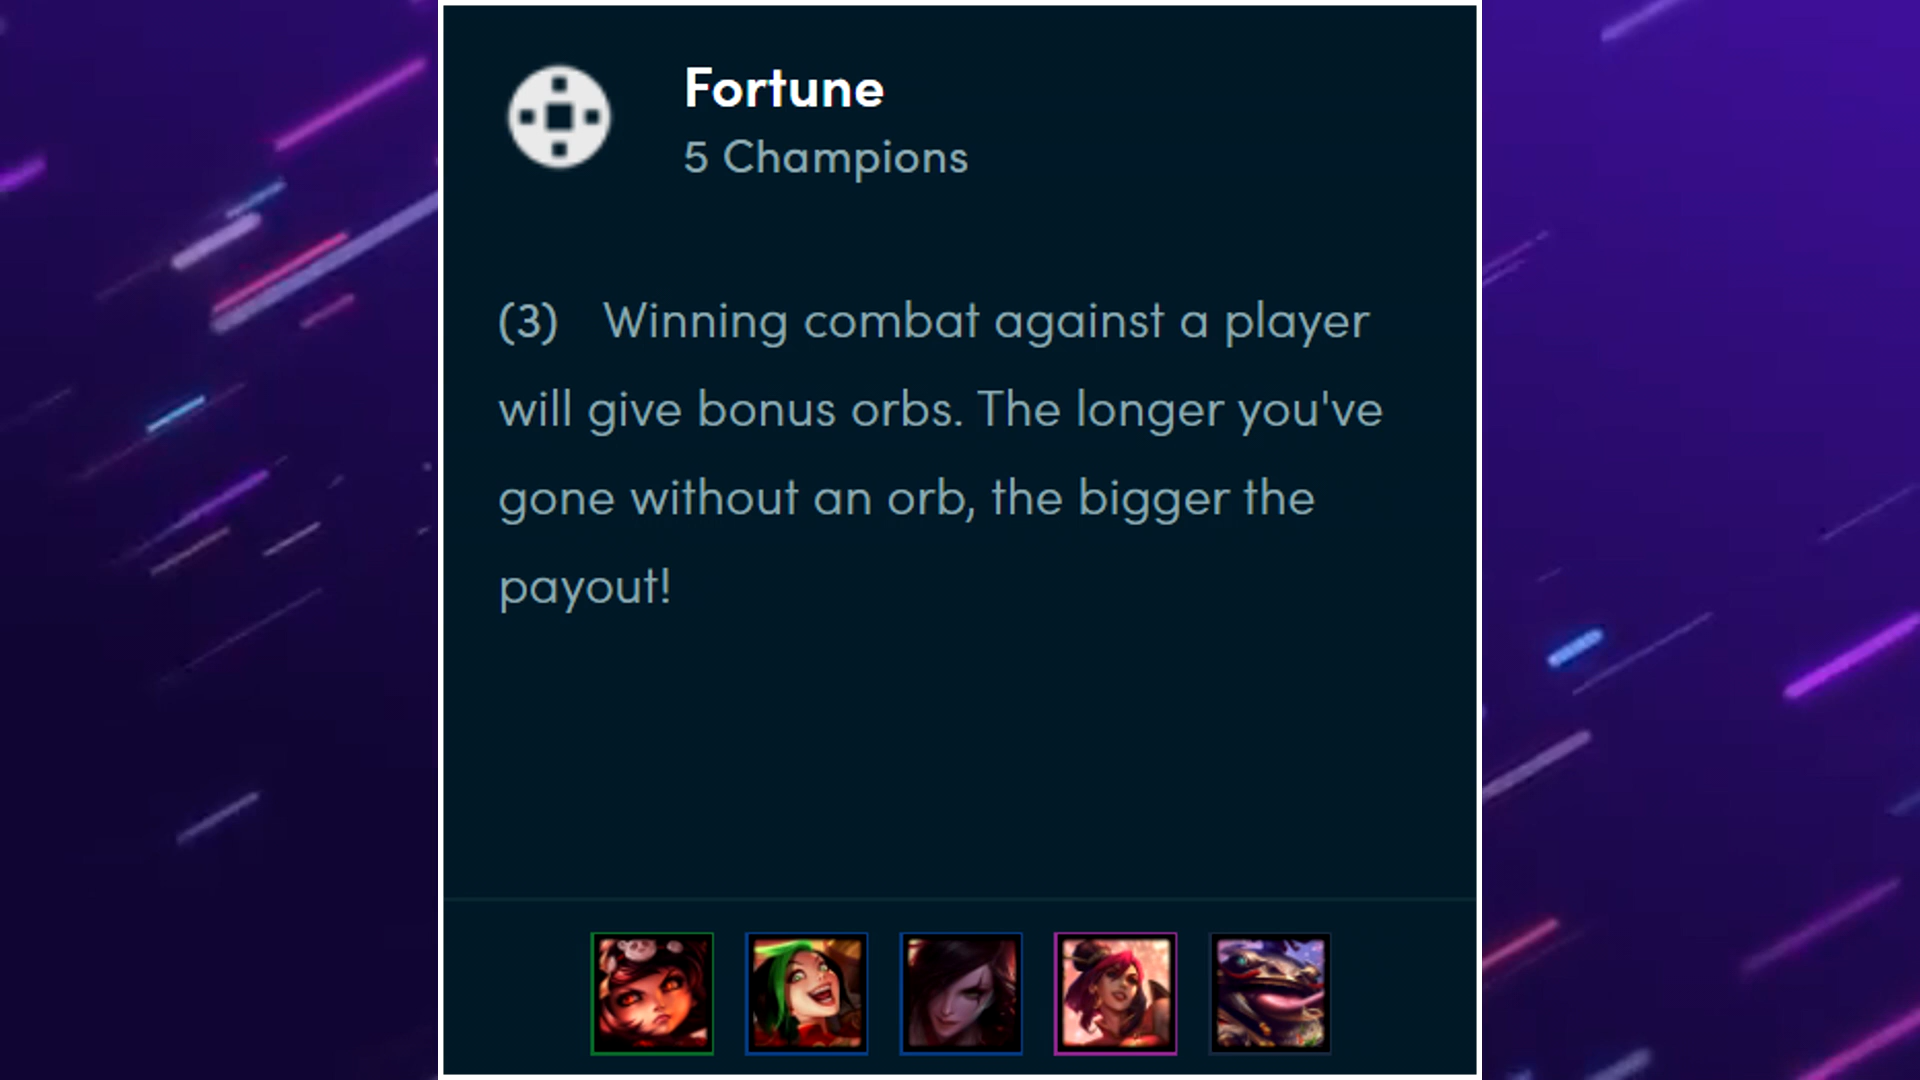 Fortune
5 Champions
(3) Winning combat against a player
will give bonus orbs. The longer you've
gone without an orb, the bigger the
payout!